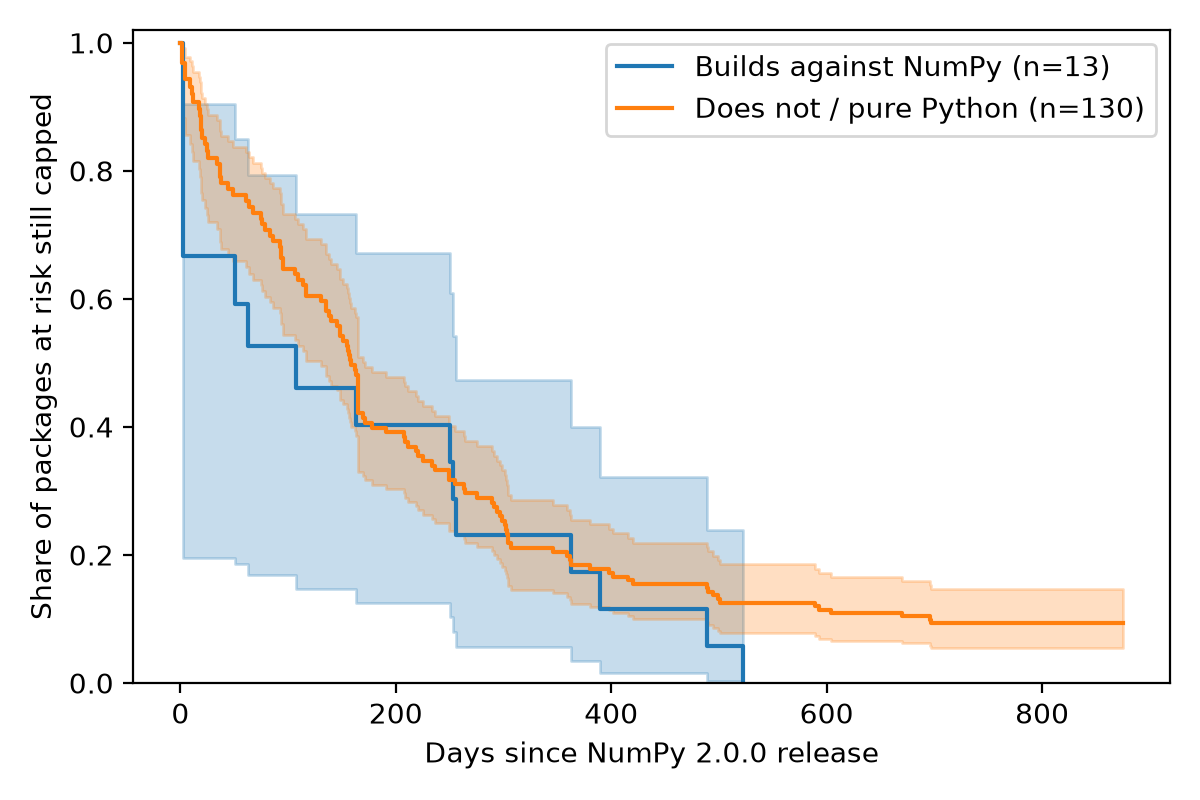 Share of packages at risk still capped
1.0
0.8
0.6
0.4
0.2
0.0
Builds against NumPy (n=13)
Does not / pure Python (n=130)
0 200 400 600 800
Days since NumPy 2.0.0 release